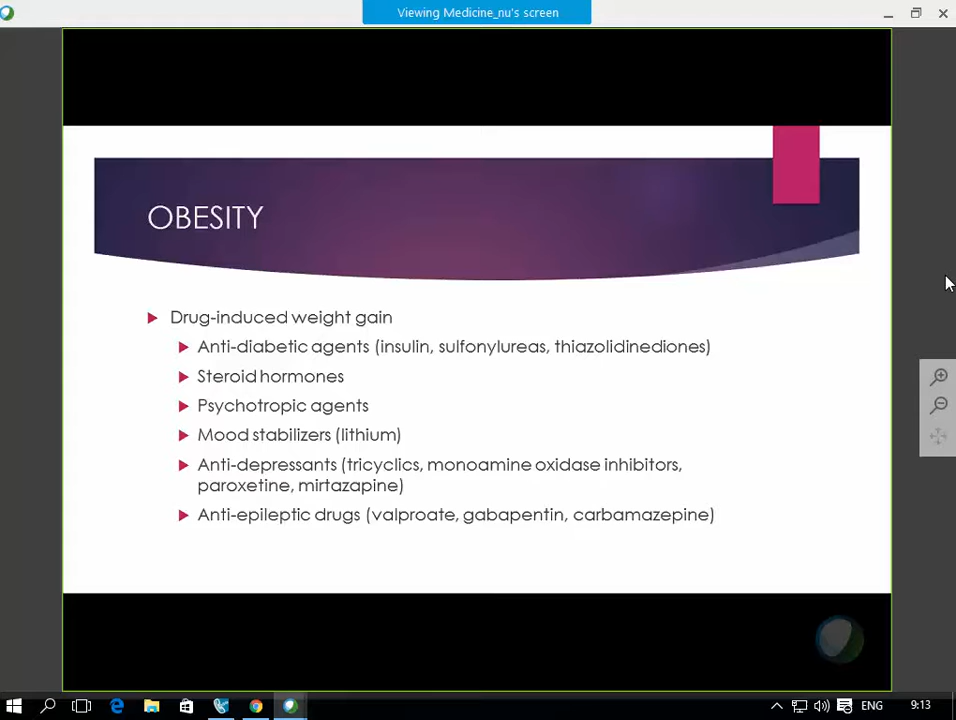 Viewing Medicine_nu's screen
OBESITY
Drug-induced weight gain
Anti-diabetic agents (insulin, sulfonylureas, thiazolidinediones)
Steroid hormones
Psychotropic agents
Mood stabilizers (lithium)
Anti-depressants (tricyclics, monoamine oxidase inhibitors,
paroxetine, mirtazapine)
Anti-epileptic drugs (valproate, gabapentin, carbamazepine)
ENG
9:13